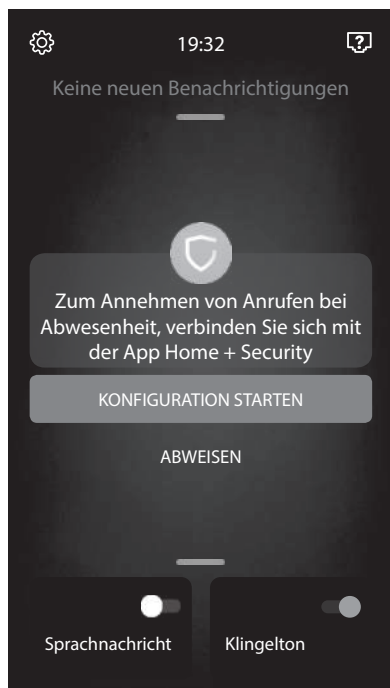 19:32
Keine neuen Benachrichtigungen
Zum Annehmen von Anrufen bei
Abwesenheit, verbinden Sie sich mit
der App Home + Security
KONFIGURATION STARTEN
ABWEISEN
Sprachnachricht
Klingelton